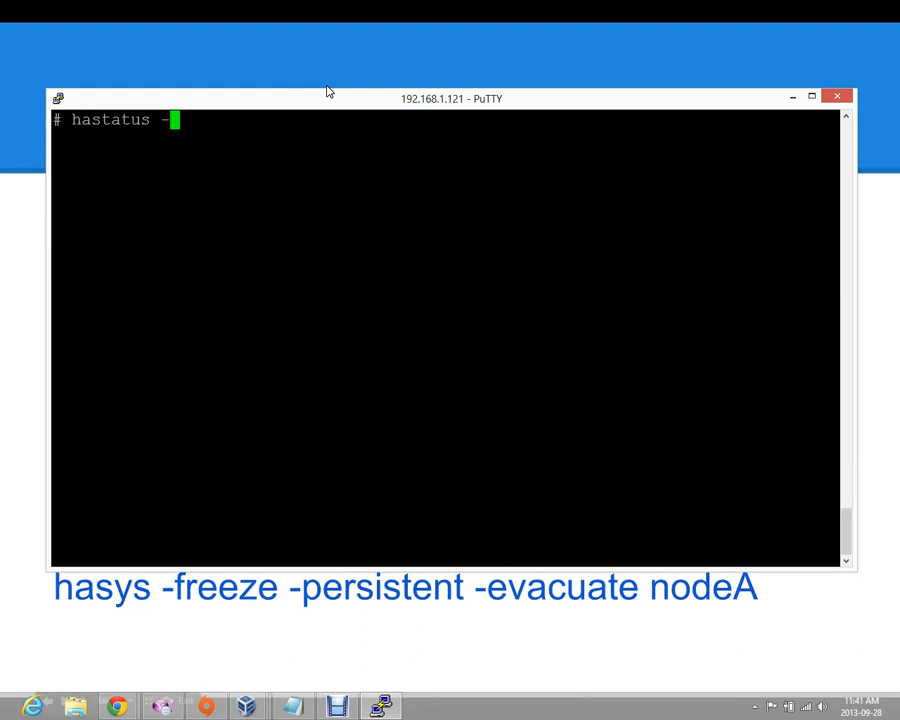 192.168.1.121 - PuTTY
# hastatus -
hasys -freeze -persistent -evacuate nodeA
11:41 AM
2013-09-28